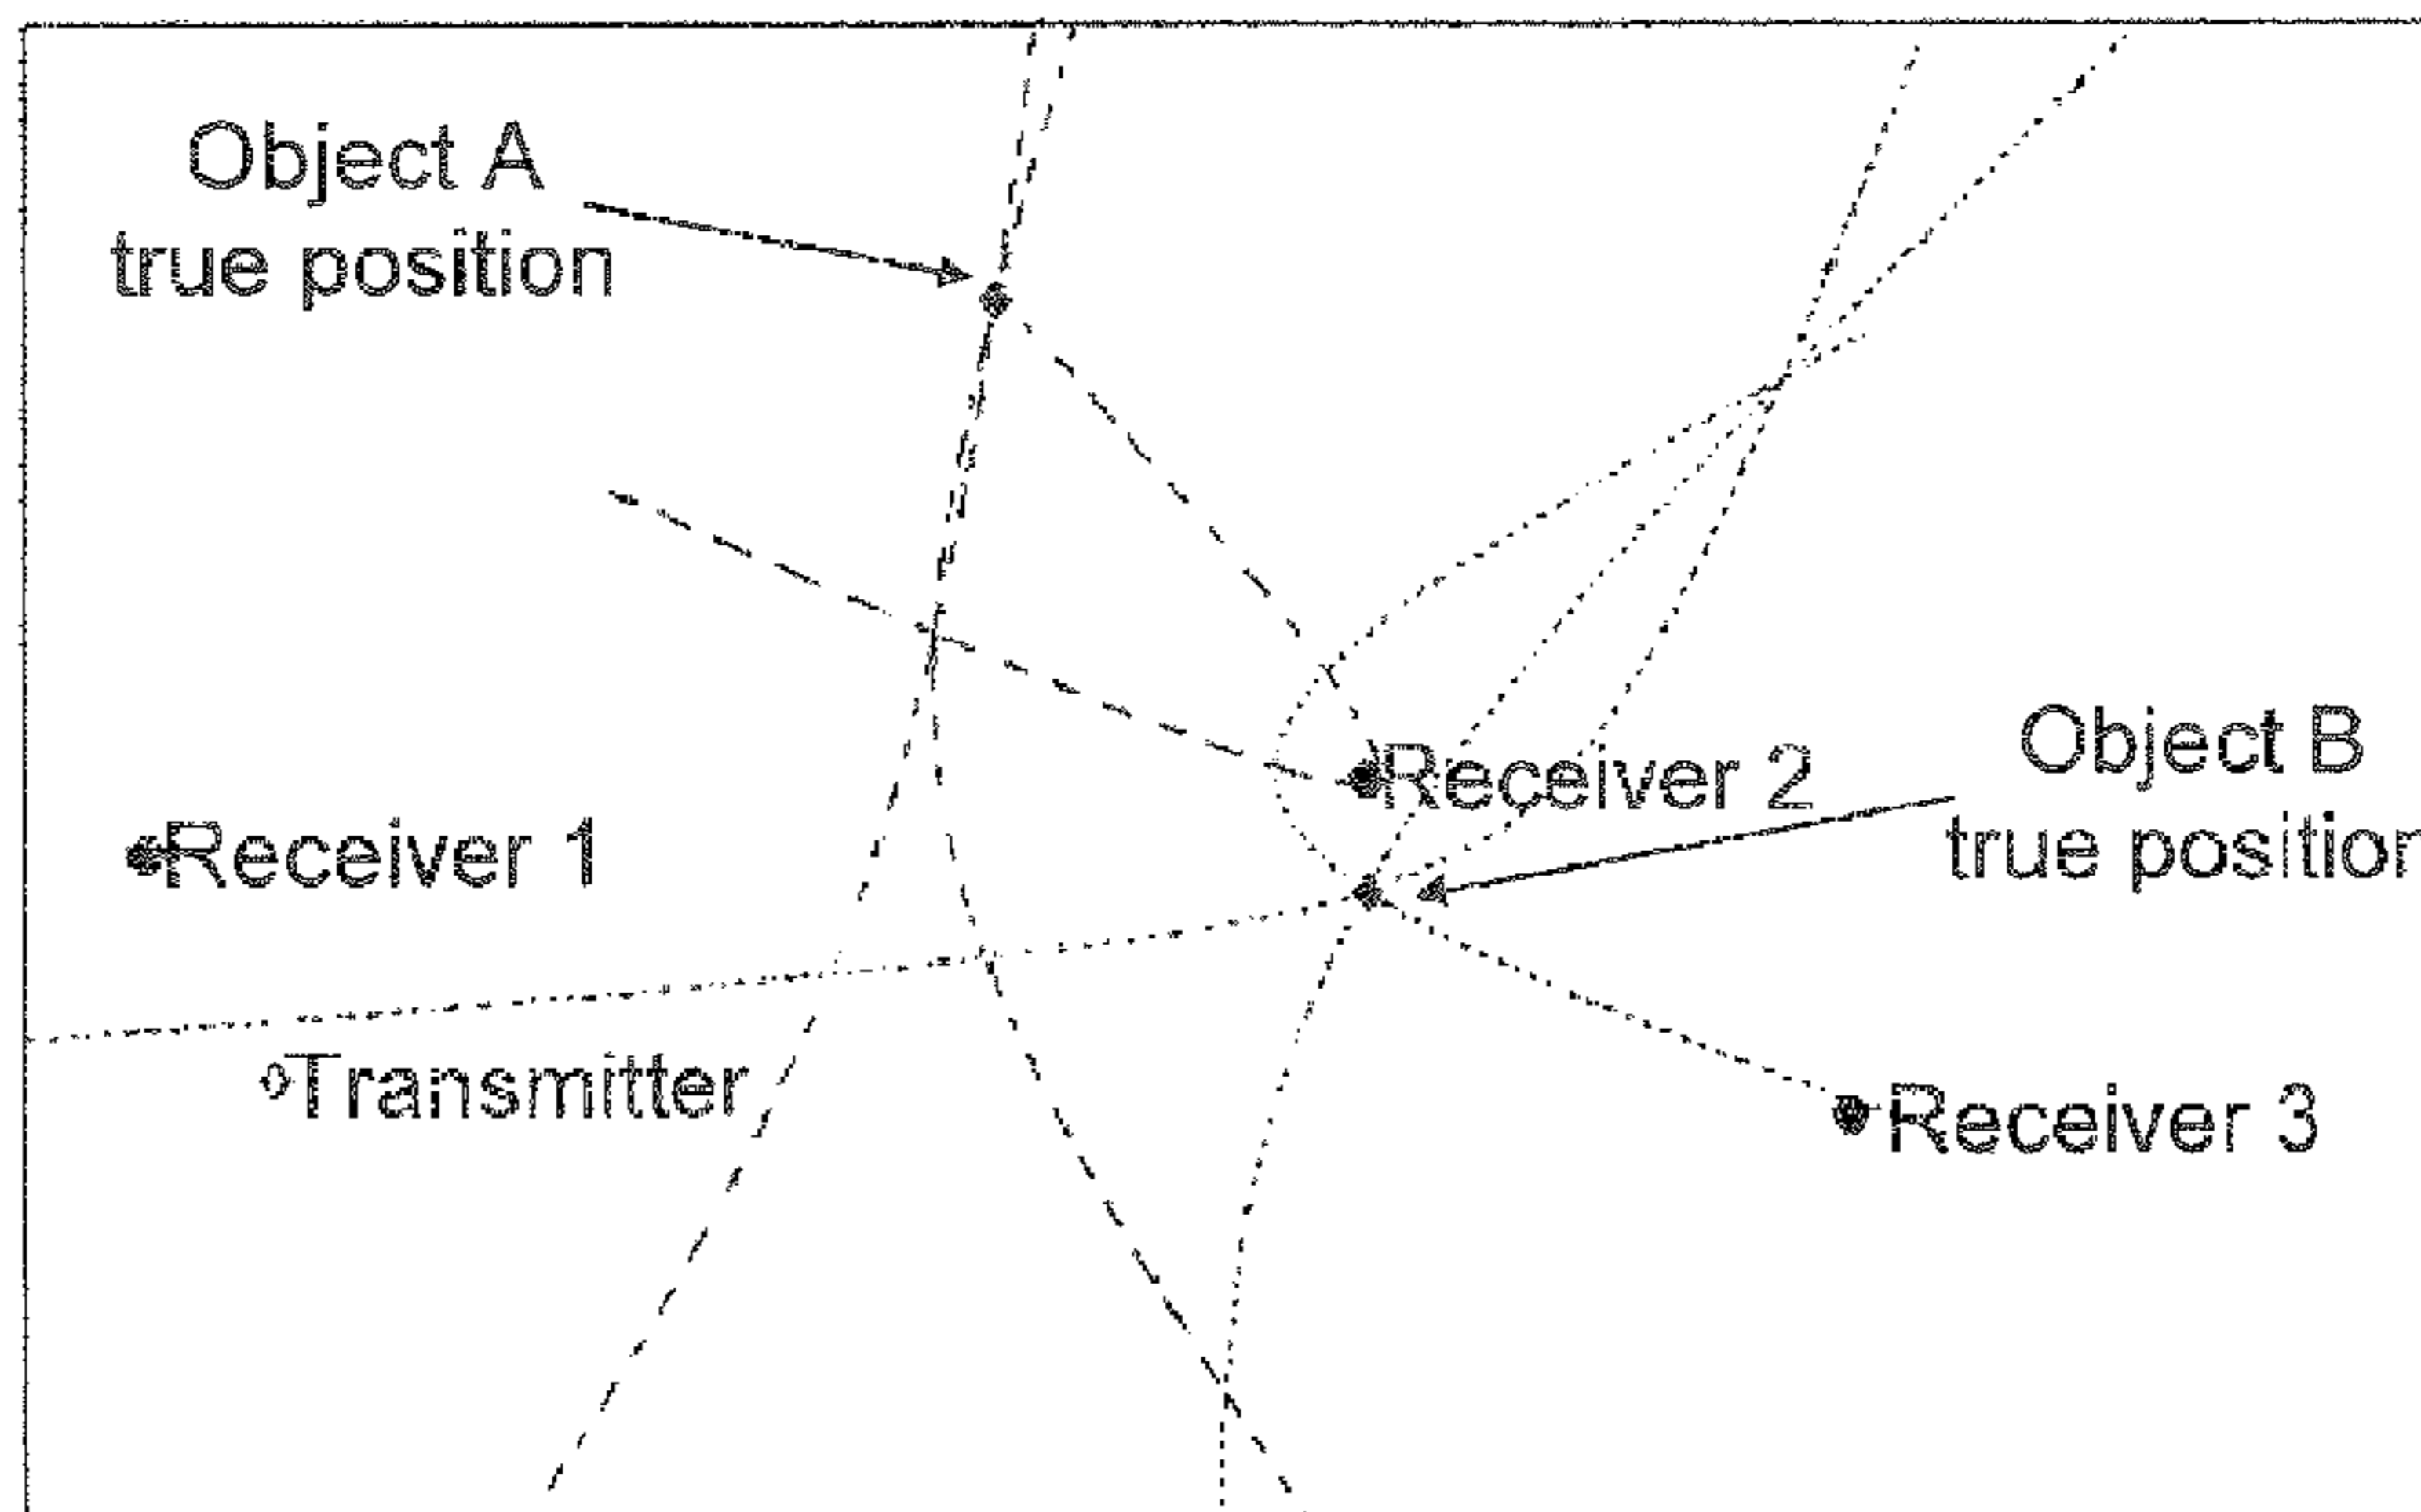 Object A
true position
Receiver 2
Object B
true position
Receiver 1
Transmitter
Receiver 3